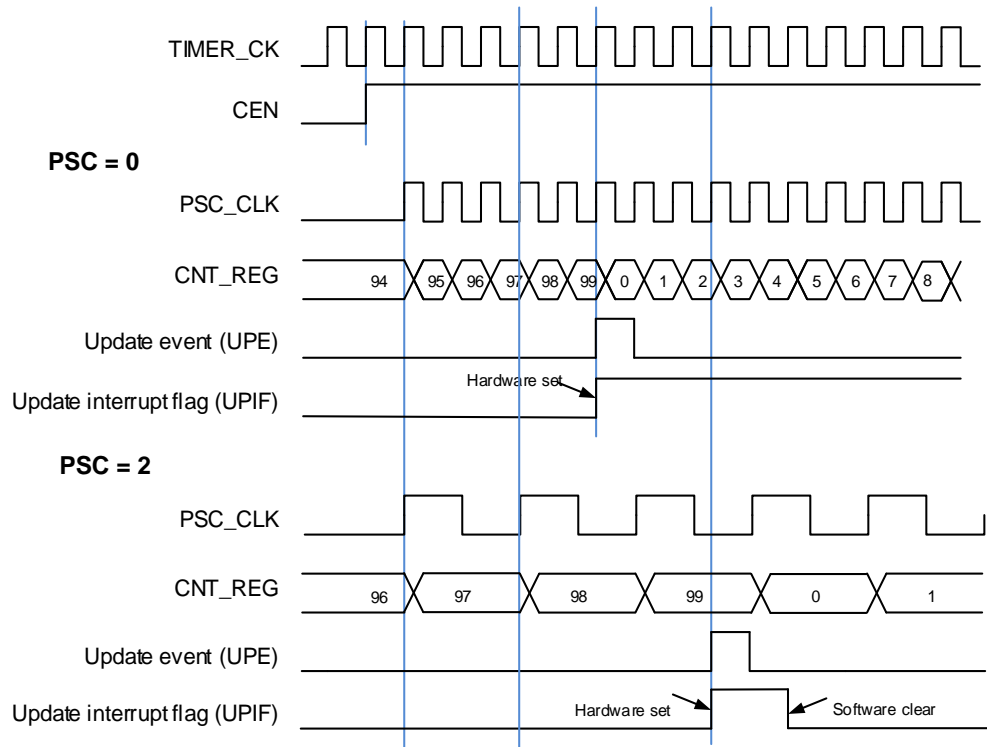 TIMER_CK
CEN
PSC = 0
PSC_CLK
CNT_REG 94 95 96 97 98 99 0 1 2 3 4 5 6 7 8
Update event (UPE)
Hardware set
Update interrupt flag (UPIF)
PSC = 2
PSC_CLK
CNT_REG 96 97 98 99 0 1
Update event (UPE)
Update interrupt flag (UPIF) Hardware set Software clear